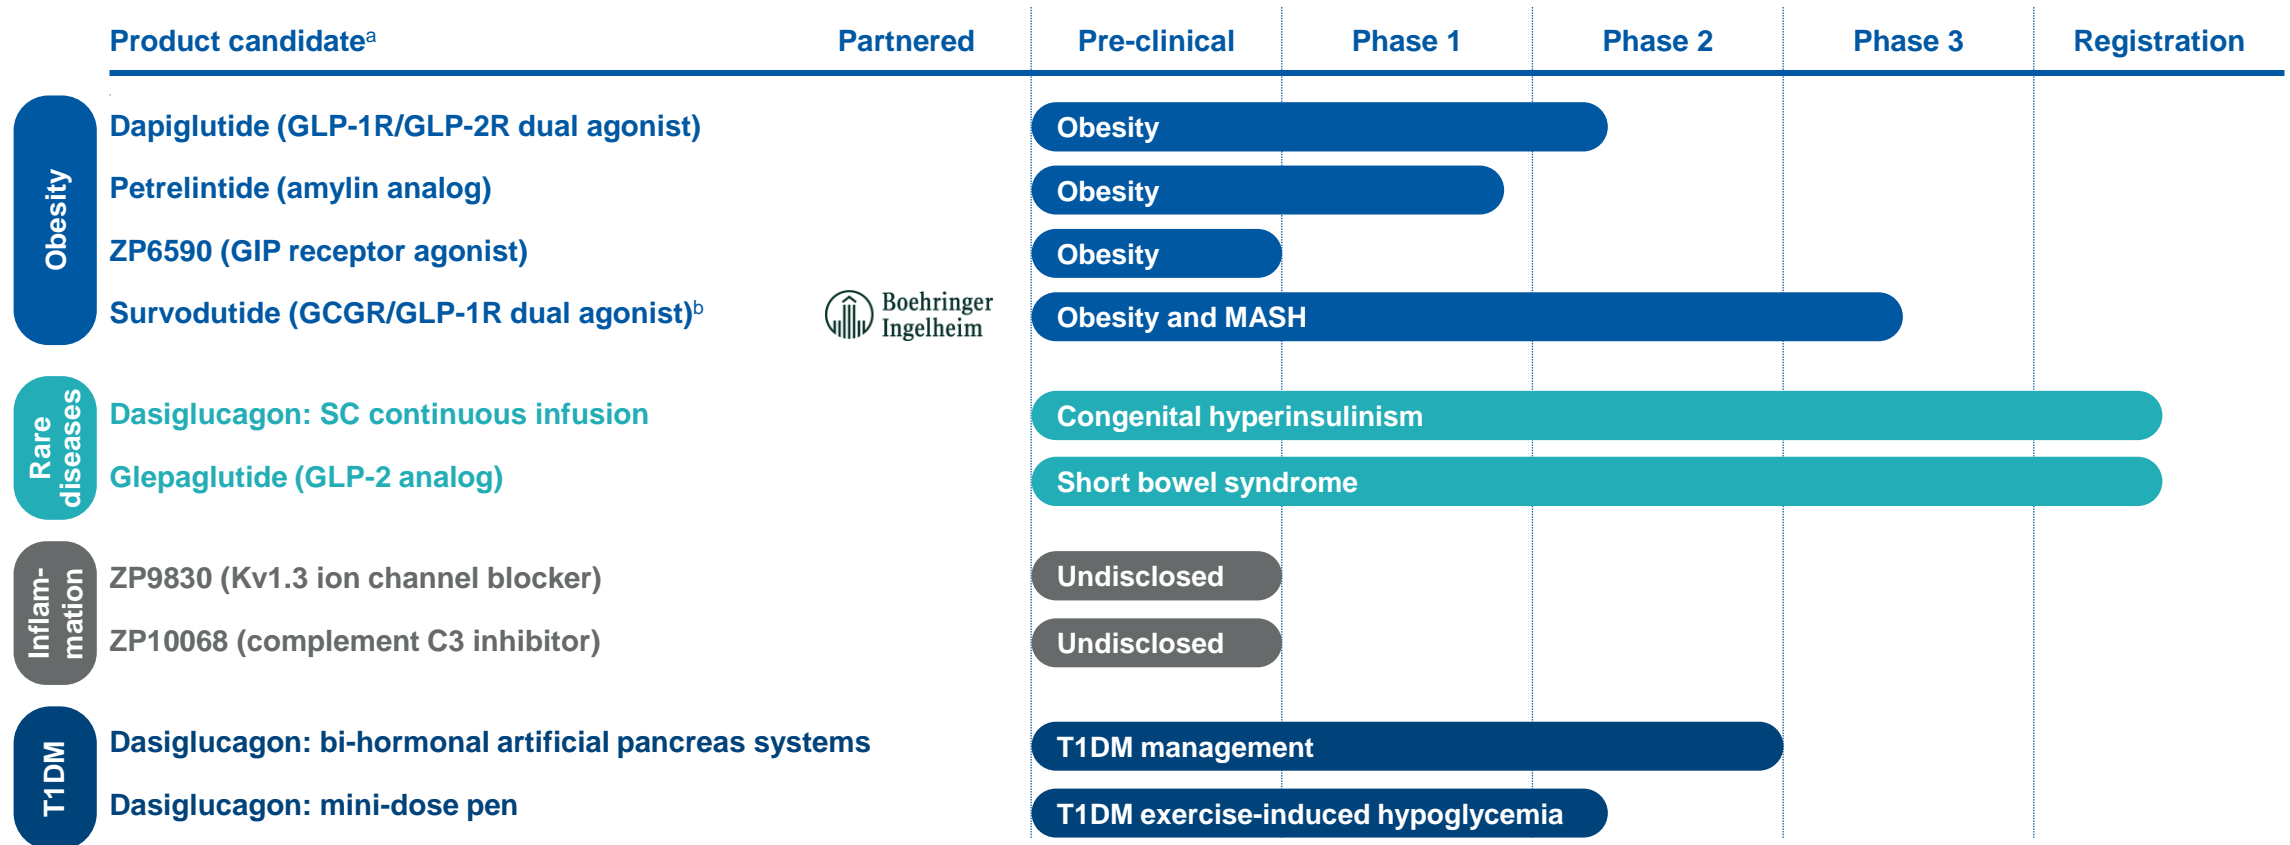 Product candidateᵃ Partnered Pre-clinical Phase 1 Phase 2 Phase 3 Registration
Obesity
Dapiglutide (GLP-1R/GLP-2R dual agonist) Obesity
Petrelintide (amylin analog) Obesity
ZP6590 (GIP receptor agonist) Obesity
Survodutide (GCGR/GLP-1R dual agonist)ᵇ Boehringer Ingelheim Obesity and MASH
Rare
diseases
Dasiglucagon: SC continuous infusion Congenital hyperinsulinism
Glepaglutide (GLP-2 analog) Short bowel syndrome
Inflam-
mation
ZP9830 (Kv1.3 ion channel blocker) Undisclosed
ZP10068 (complement C3 inhibitor) Undisclosed
T1DM
Dasiglucagon: bi-hormonal artificial pancreas systems T1DM management
Dasiglucagon: mini-dose pen T1DM exercise-induced hypoglycemia